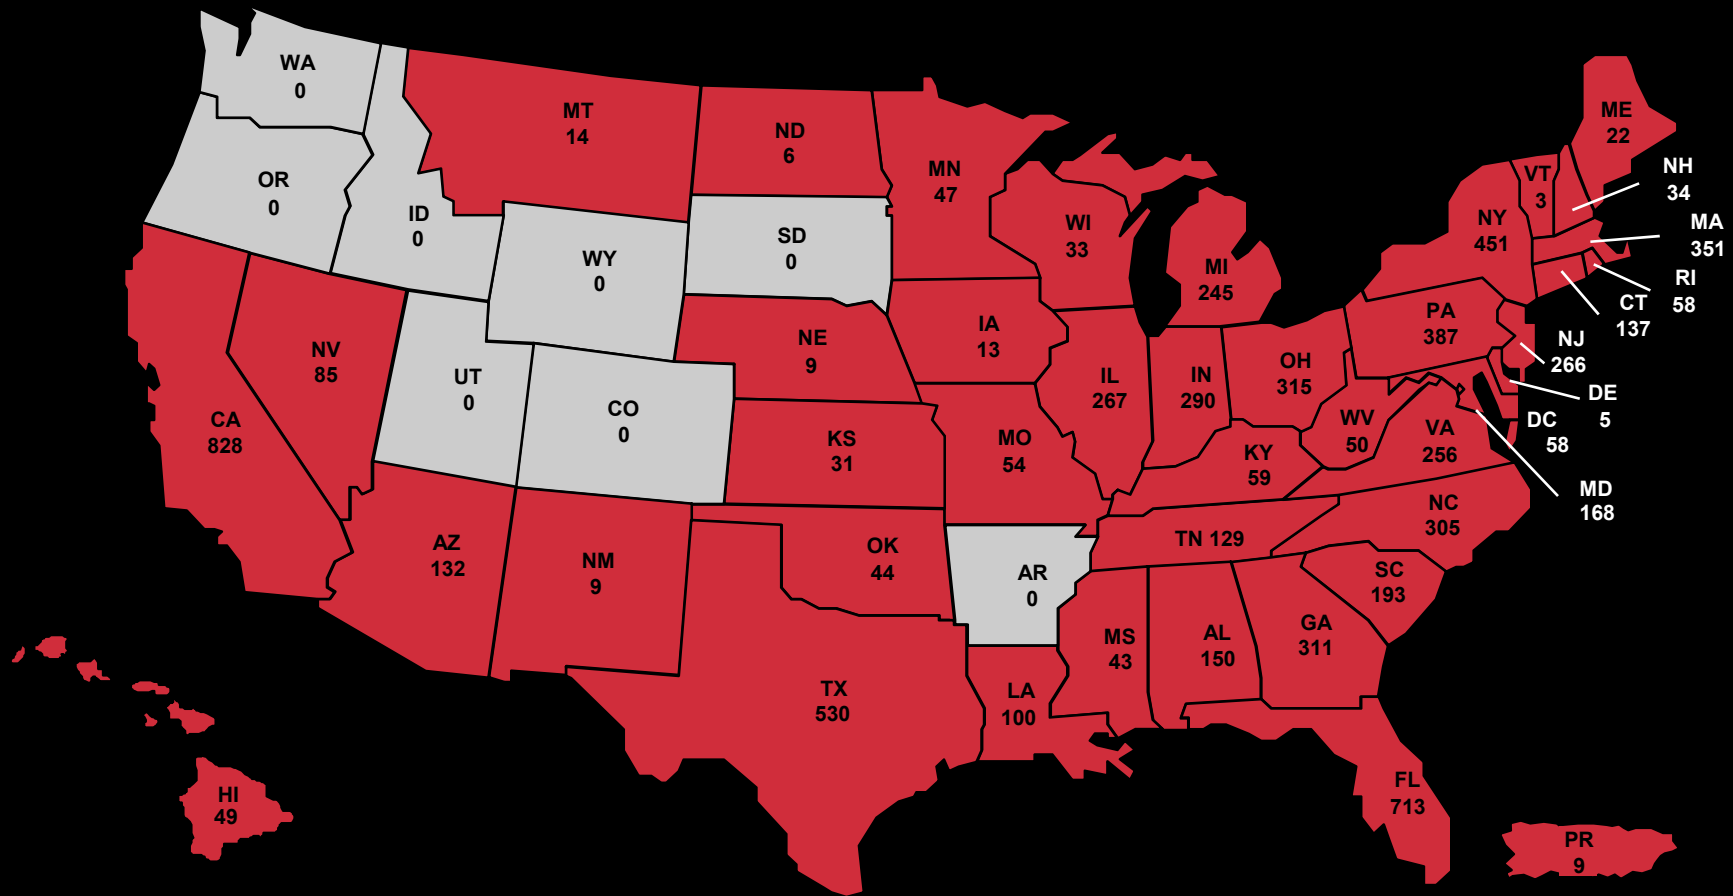 WA
0
OR
0
ID
0
MT
14
ND
6
MN
47
WY
0
SD
0
WI
33
MI
245
ME
22
VT
3
NH
34
NY
451
MA
351
RI
58
CT
137
PA
387
NJ
266
DE
5
DC
58
MD
168
CA
828
NV
85
UT
0
CO
0
NE
9
IA
13
IL
267
IN
290
OH
315
WV
50
VA
256
KS
31
MO
54
KY
59
NC
305
AZ
132
NM
9
OK
44
AR
0
TN 129
SC
193
MS
43
AL
150
GA
311
TX
530
LA
100
FL
713
HI
49
PR
9